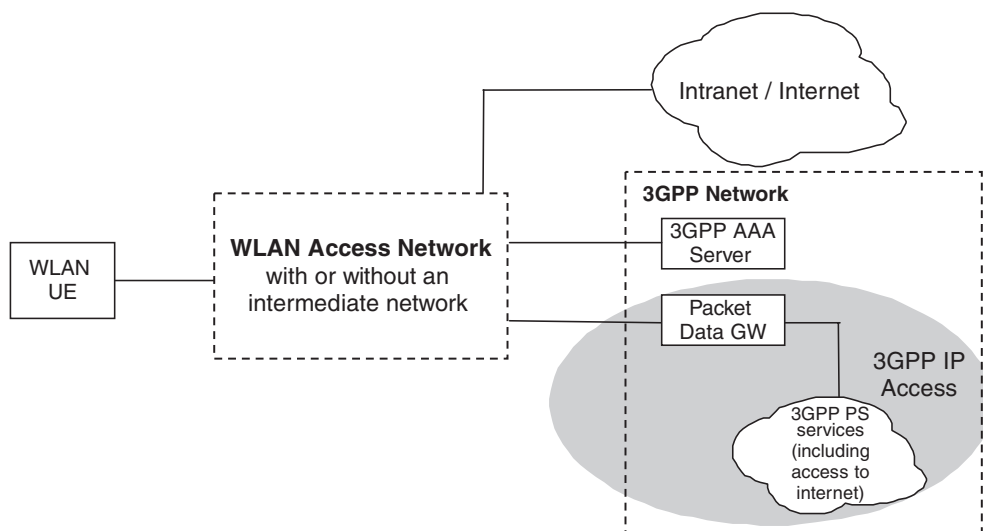 Intranet / Internet
3GPP Network
3GPP AAA
Server
WLAN Access Network
with or without an
intermediate network
WLAN
UE
Packet
Data GW
3GPP IP
Access
3GPP PS
services
(including
access to
internet)